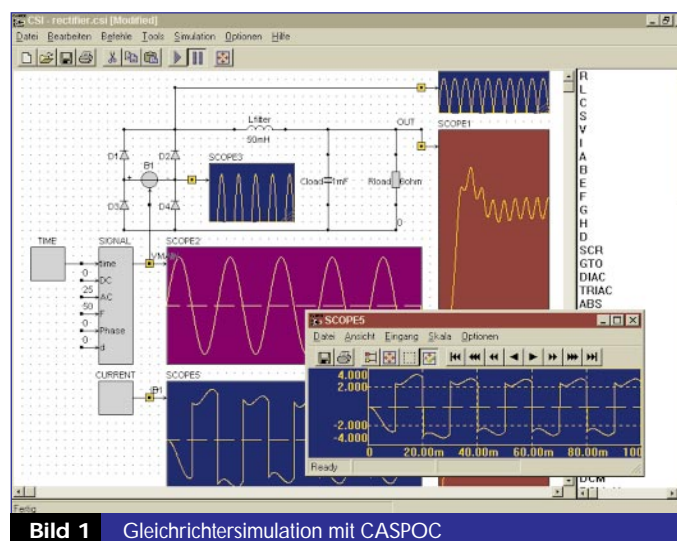 CSI - rectifier.csi [Modified]
Datei Bearbeiten Befehle Tools Simulation Optionen Hilfe
Lfilter
50mH
OUT
SCOPE1
D1
D2
B1
SCOPE3
D3
D4
Cload
1mF
Rload
6ohm
0
TIME
SIGNAL
SCOPE2
time
DC
AC
F
Phase
d
0
25
50
0
0
CURRENT
B1
SCOPE5
SCOPE5
Datei Ansicht Eingang Skala Optionen
4.000
2.000
-2.000
-4.000
0 20.00m 40.00m 60.00m 80.00m 100
Ready
R
L
C
S
V
I
A
B
E
F
G
H
D
SCR
GTO
DIAC
TRIAC
ABS
DCM
Fertig
Bild 1 Gleichrichtersimulation mit CASPOC